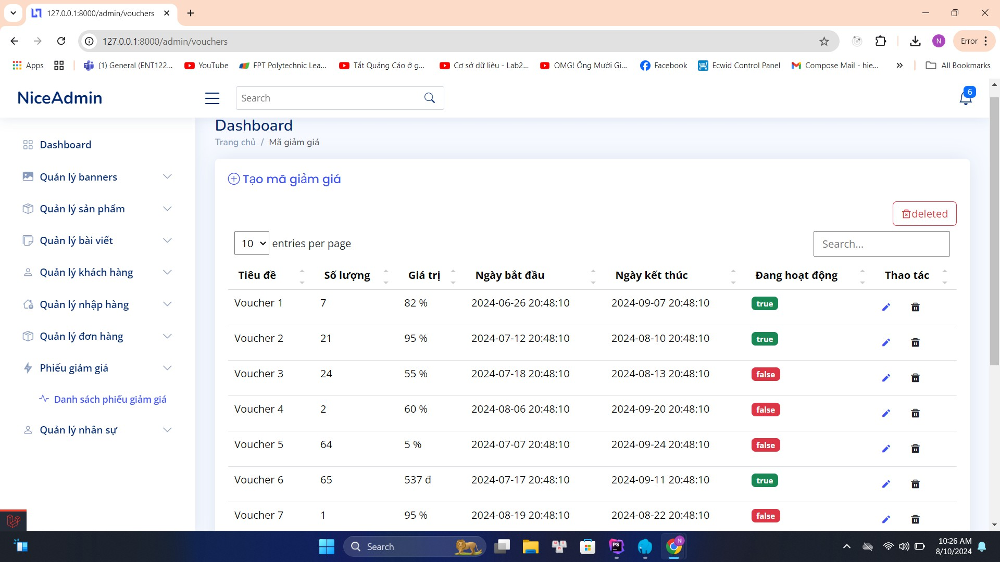 127.0.0.1:8000/admin/vouchers
127.0.0.1:8000/admin/vouchers
N
Error
Apps
(1) General (ENT122...
YouTube
FPT Polytechnic Lea...
Tắt Quảng Cáo ở g...
Cơ sở dữ liệu - Lab2...
OMG! Ông Mười Gi...
Facebook
Ecwid Control Panel
Compose Mail - hie...
All Bookmarks
NiceAdmin
Search
6
Dashboard
Trang chủ / Mã giảm giá
Dashboard
Quản lý banners
Quản lý sản phẩm
Quản lý bài viết
Quản lý khách hàng
Quản lý nhập hàng
Quản lý đơn hàng
Phiếu giảm giá
Danh sách phiếu giảm giá
Quản lý nhân sự
Tạo mã giảm giá
deleted
10 entries per page
Search...
Tiêu đề Số lượng Giá trị Ngày bắt đầu Ngày kết thúc Đang hoạt động Thao tác
Voucher 1 7 82 % 2024-06-26 20:48:10 2024-09-07 20:48:10 true
Voucher 2 21 95 % 2024-07-12 20:48:10 2024-08-10 20:48:10 true
Voucher 3 24 55 % 2024-07-18 20:48:10 2024-08-13 20:48:10 false
Voucher 4 2 60 % 2024-08-06 20:48:10 2024-09-20 20:48:10 false
Voucher 5 64 5 % 2024-07-07 20:48:10 2024-09-24 20:48:10 false
Voucher 6 65 537 đ 2024-07-17 20:48:10 2024-09-11 20:48:10 true
Voucher 7 1 95 % 2024-08-19 20:48:10 2024-08-22 20:48:10 false
Search
PS
N
10:26 AM
8/10/2024